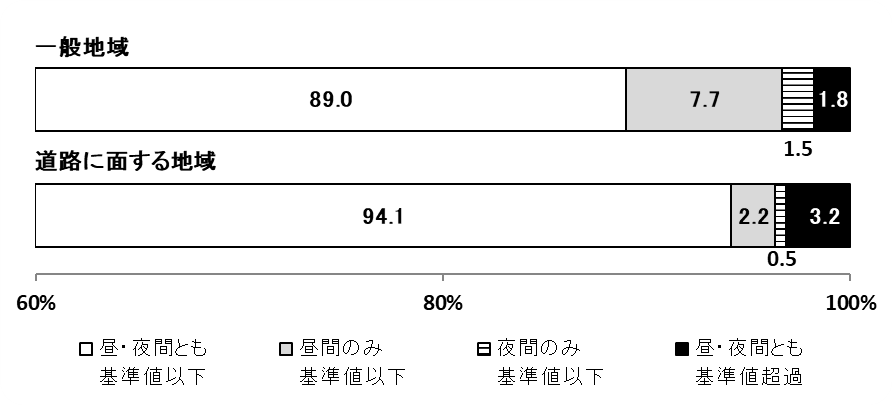 一般地域
89.0
7.7
1.8
1.5
道路に面する地域
94.1
2.2
3.2
0.5
60%
80%
100%
昼・夜間とも
基準値以下
昼間のみ
基準値以下
夜間のみ
基準値以下
昼・夜間とも
基準値超過